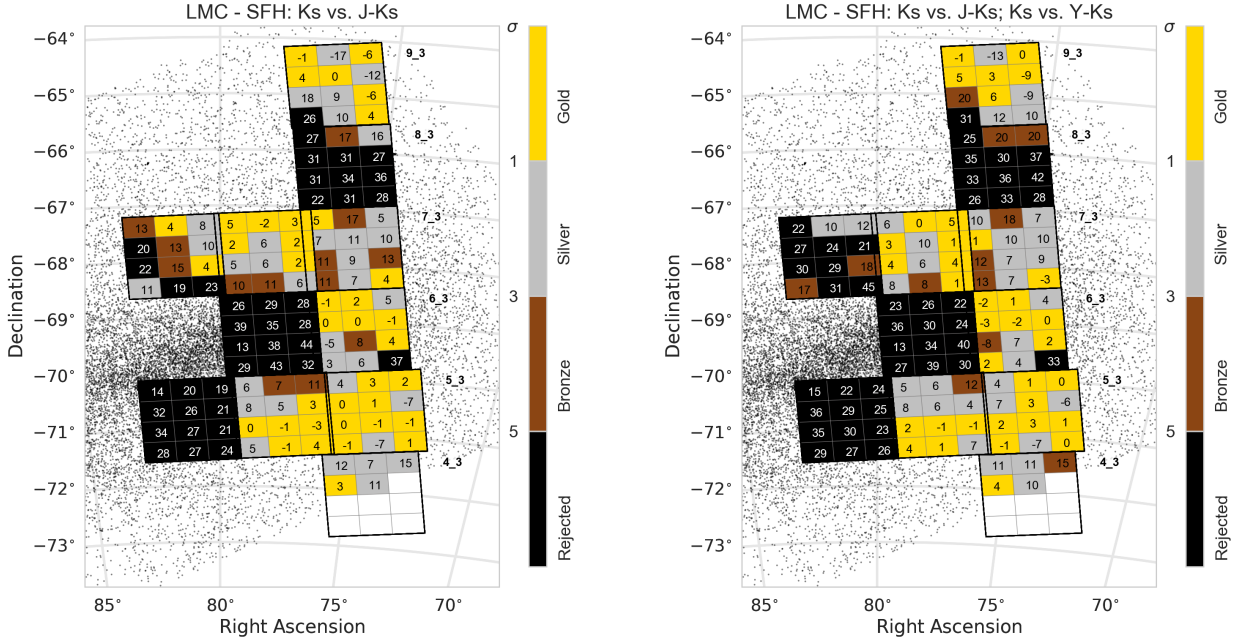 LMC - SFH: Ks vs. J-Ks
−64°
−65°
−66°
−67°
−68°
−69°
−70°
−71°
−72°
−73°
Declination
85°
80°
75°
70°
Right Ascension
9_3
8_3
7_3
6_3
5_3
4_3
-1 -17 -6
4 0 -12
18 9 -6
26 10 4
27 17 16
31 31 27
31 34 36
22 31 28
13 4 8 5 -2 3 5 17 5
20 13 10 2 6 2 7 11 10
22 15 4 5 6 2 11 9 13
11 19 23 10 11 6 11 7 4
26 29 28 -1 2 5
39 35 28 0 0 -1
13 38 44 -5 8 4
29 43 32 3 6 37
14 20 19 6 7 11 4 3 2
32 26 21 8 5 3 0 1 -7
34 27 21 0 -1 -3 0 -1 -1
28 27 24 5 -1 4 -1 -7 1
12 7 15
3 11
σ
1
3
5
Gold
Silver
Bronze
Rejected
LMC - SFH: Ks vs. J-Ks; Ks vs. Y-Ks
−64°
−65°
−66°
−67°
−68°
−69°
−70°
−71°
−72°
−73°
Declination
85°
80°
75°
70°
Right Ascension
9_3
8_3
7_3
6_3
5_3
4_3
-1 -13 0
5 3 -9
20 6 -9
31 12 10
25 20 20
35 30 37
33 36 42
26 33 28
22 10 12 6 0 5 10 18 7
27 24 21 3 10 1 1 10 10
30 29 18 4 6 4 12 7 9
17 31 45 8 8 1 13 7 -3
23 26 22 -2 1 4
36 30 24 -3 -2 0
13 34 40 -8 7 2
27 39 30 2 4 33
15 22 24 5 6 12 4 1 0
36 29 25 8 6 4 7 3 -6
35 30 23 2 -1 -1 2 3 1
29 27 26 4 1 7 -1 -7 0
11 11 15
4 10
σ
1
3
5
Gold
Silver
Bronze
Rejected